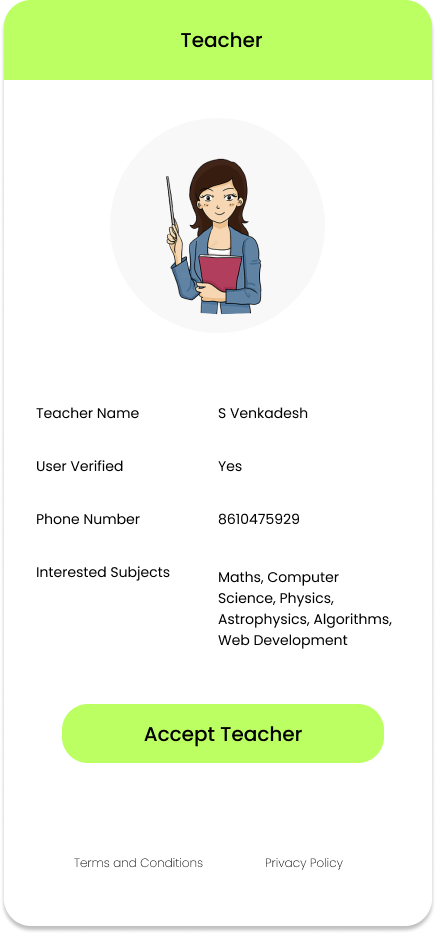 Teacher
Teacher Name S Venkadesh
User Verified Yes
Phone Number 8610475929
Interested Subjects Maths, Computer
Science, Physics,
Astrophysics, Algorithms,
Web Development
Accept Teacher
Terms and Conditions Privacy Policy